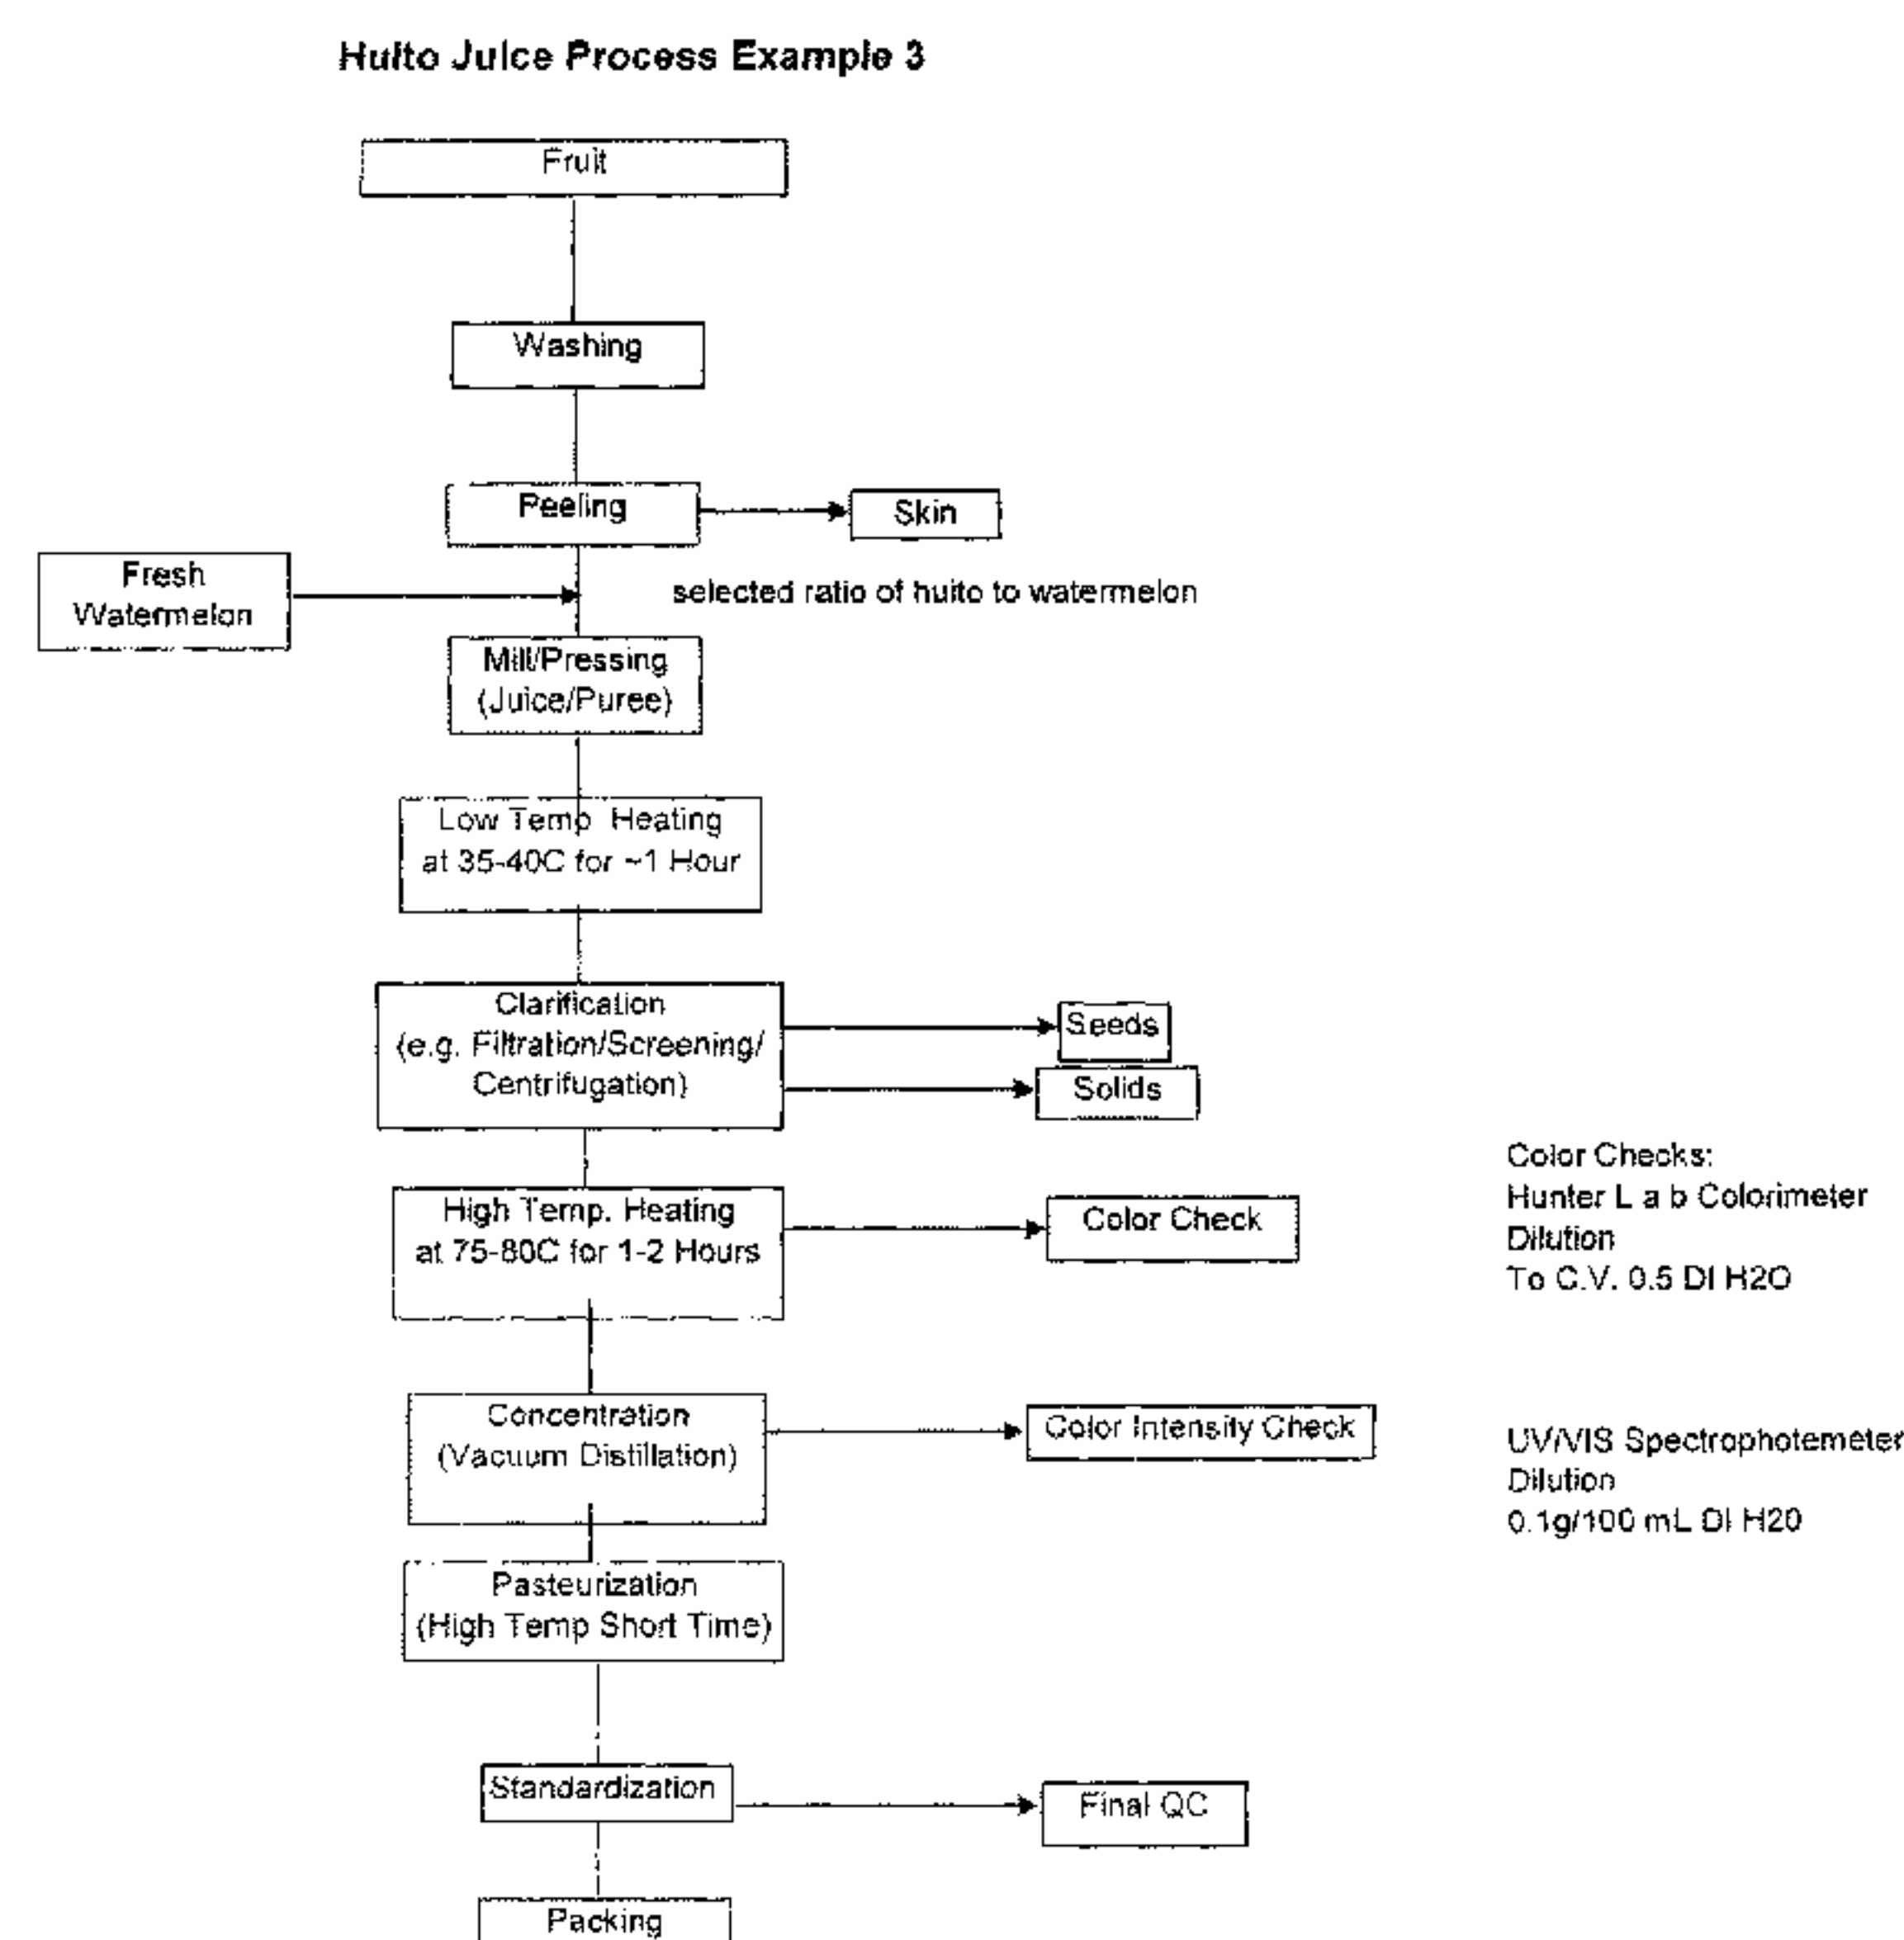 Huito Juice Process Example 3
Fruit
Washing
Peeling
Skin
Fresh
Watermelon
selected ratio of huito to watermelon
Mill/Pressing
(Juice/Puree)
Low Temp Heating
at 35-40C for ~1 Hour
Clarification
(e.g. Filtration/Screening/
Centrifugation)
Seeds
Solids
High Temp. Heating
at 75-80C for 1-2 Hours
Color Check
Color Checks:
Hunter L a b Colorimeter
Dilution
To C.V. 0.5 DI H2O
Concentration
(Vacuum Distillation)
Color Intensity Check
UV/VIS Spectrophotemeter
Dilution
0.1g/100 mL DI H20
Pasteurization
(High Temp Short Time)
Standardization
Final QC
Packing